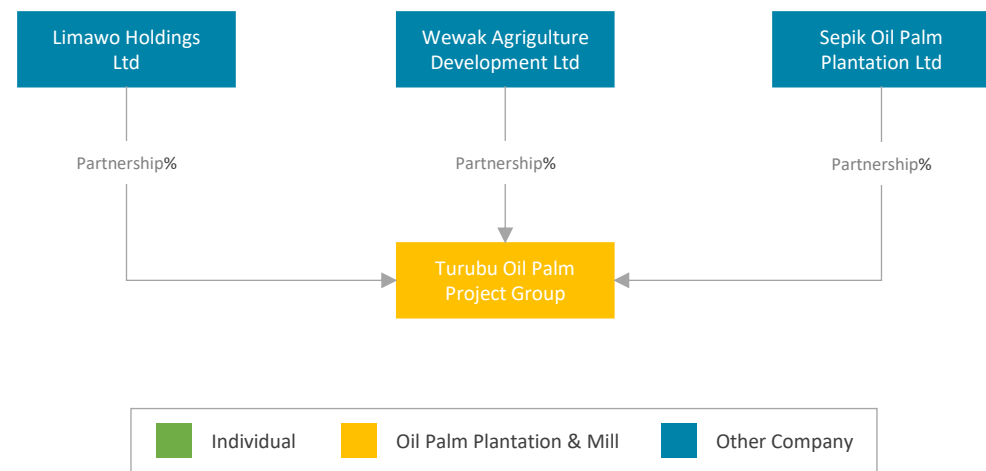 Limawo Holdings
Ltd
Wewak Agrigulture
Development Ltd
Sepik Oil Palm
Plantation Ltd
Partnership%
Partnership%
Partnership%
Turubu Oil Palm
Project Group
Individual
Oil Palm Plantation & Mill
Other Company